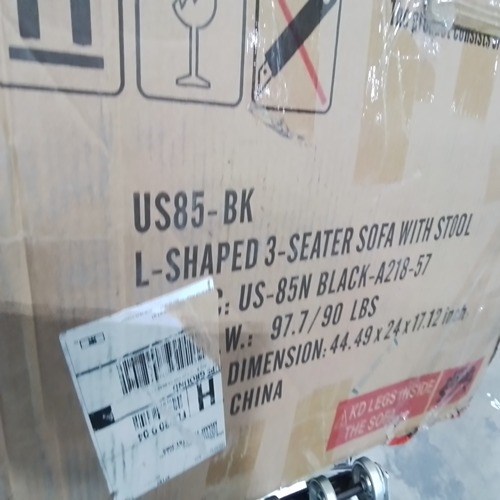 US85-BK
L-SHAPED 3-SEATER SOFA WITH STOOL
: US-85N BLACK-A218-57
W.: 97.7/90 LBS
DIMENSION: 44.49 x 24 x 17.12 inch
CHINA
H
KD LEGS INSIDE
THE SOFA